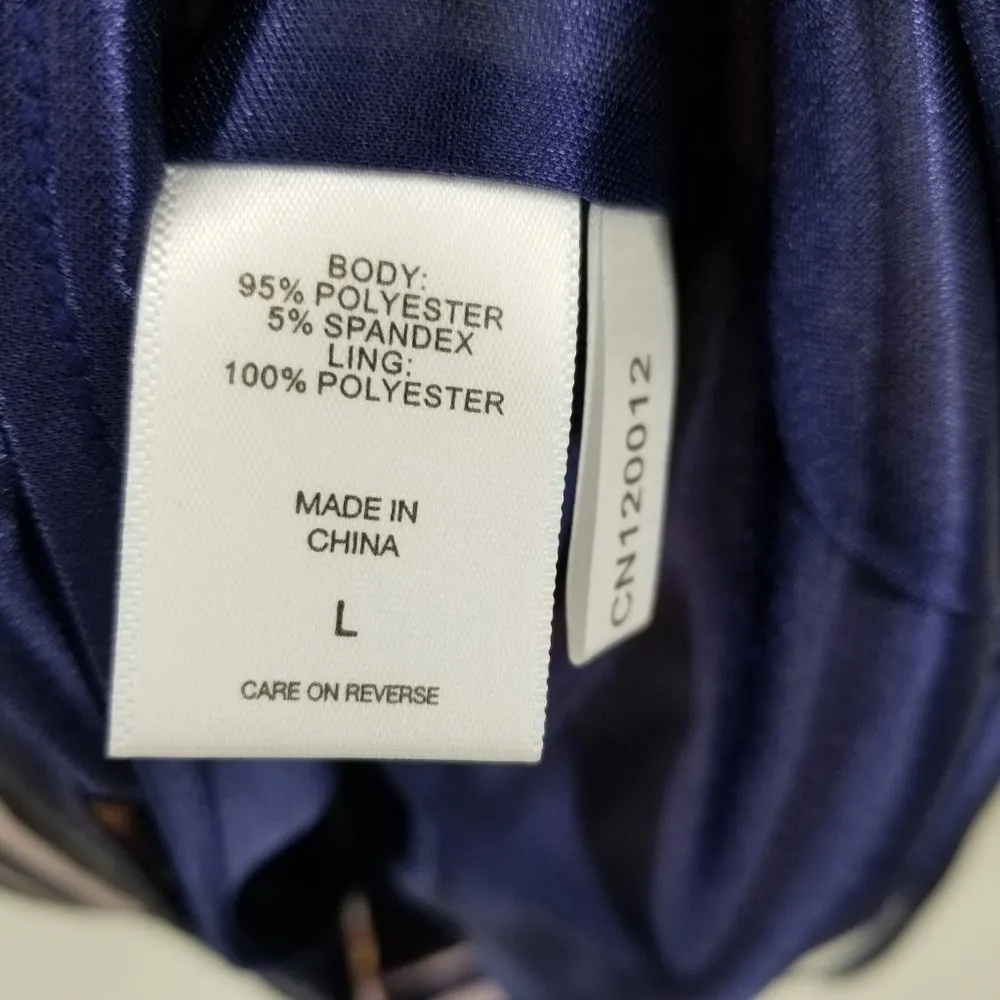 BODY:
95% POLYESTER
5% SPANDEX
LING:
100% POLYESTER
MADE IN
CHINA
L
CARE ON REVERSE
CN120012